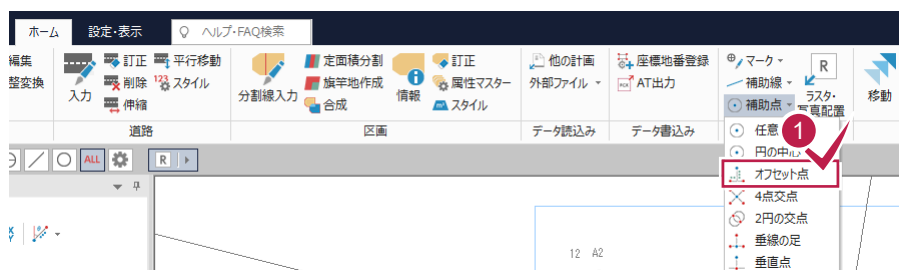 ホーム 設定・表示 ヘルプ・FAQ検索
編集 訂正 平行移動 定面積分割 訂正 他の計画 座標地番登録 マーク R
整変換 削除 123 スタイル 旗竿地作成 属性マスター 外部ファイル AT出力 補助線
入力 伸縮 分割線入力 合成 情報 スタイル 補助点 ラスタ・写真配置 移動
道路 区画 データ読込み データ書込み
任意 1
ALL R 円の中心
オフセット点
4点交点
2円の交点
12 A2 垂線の足
垂直点